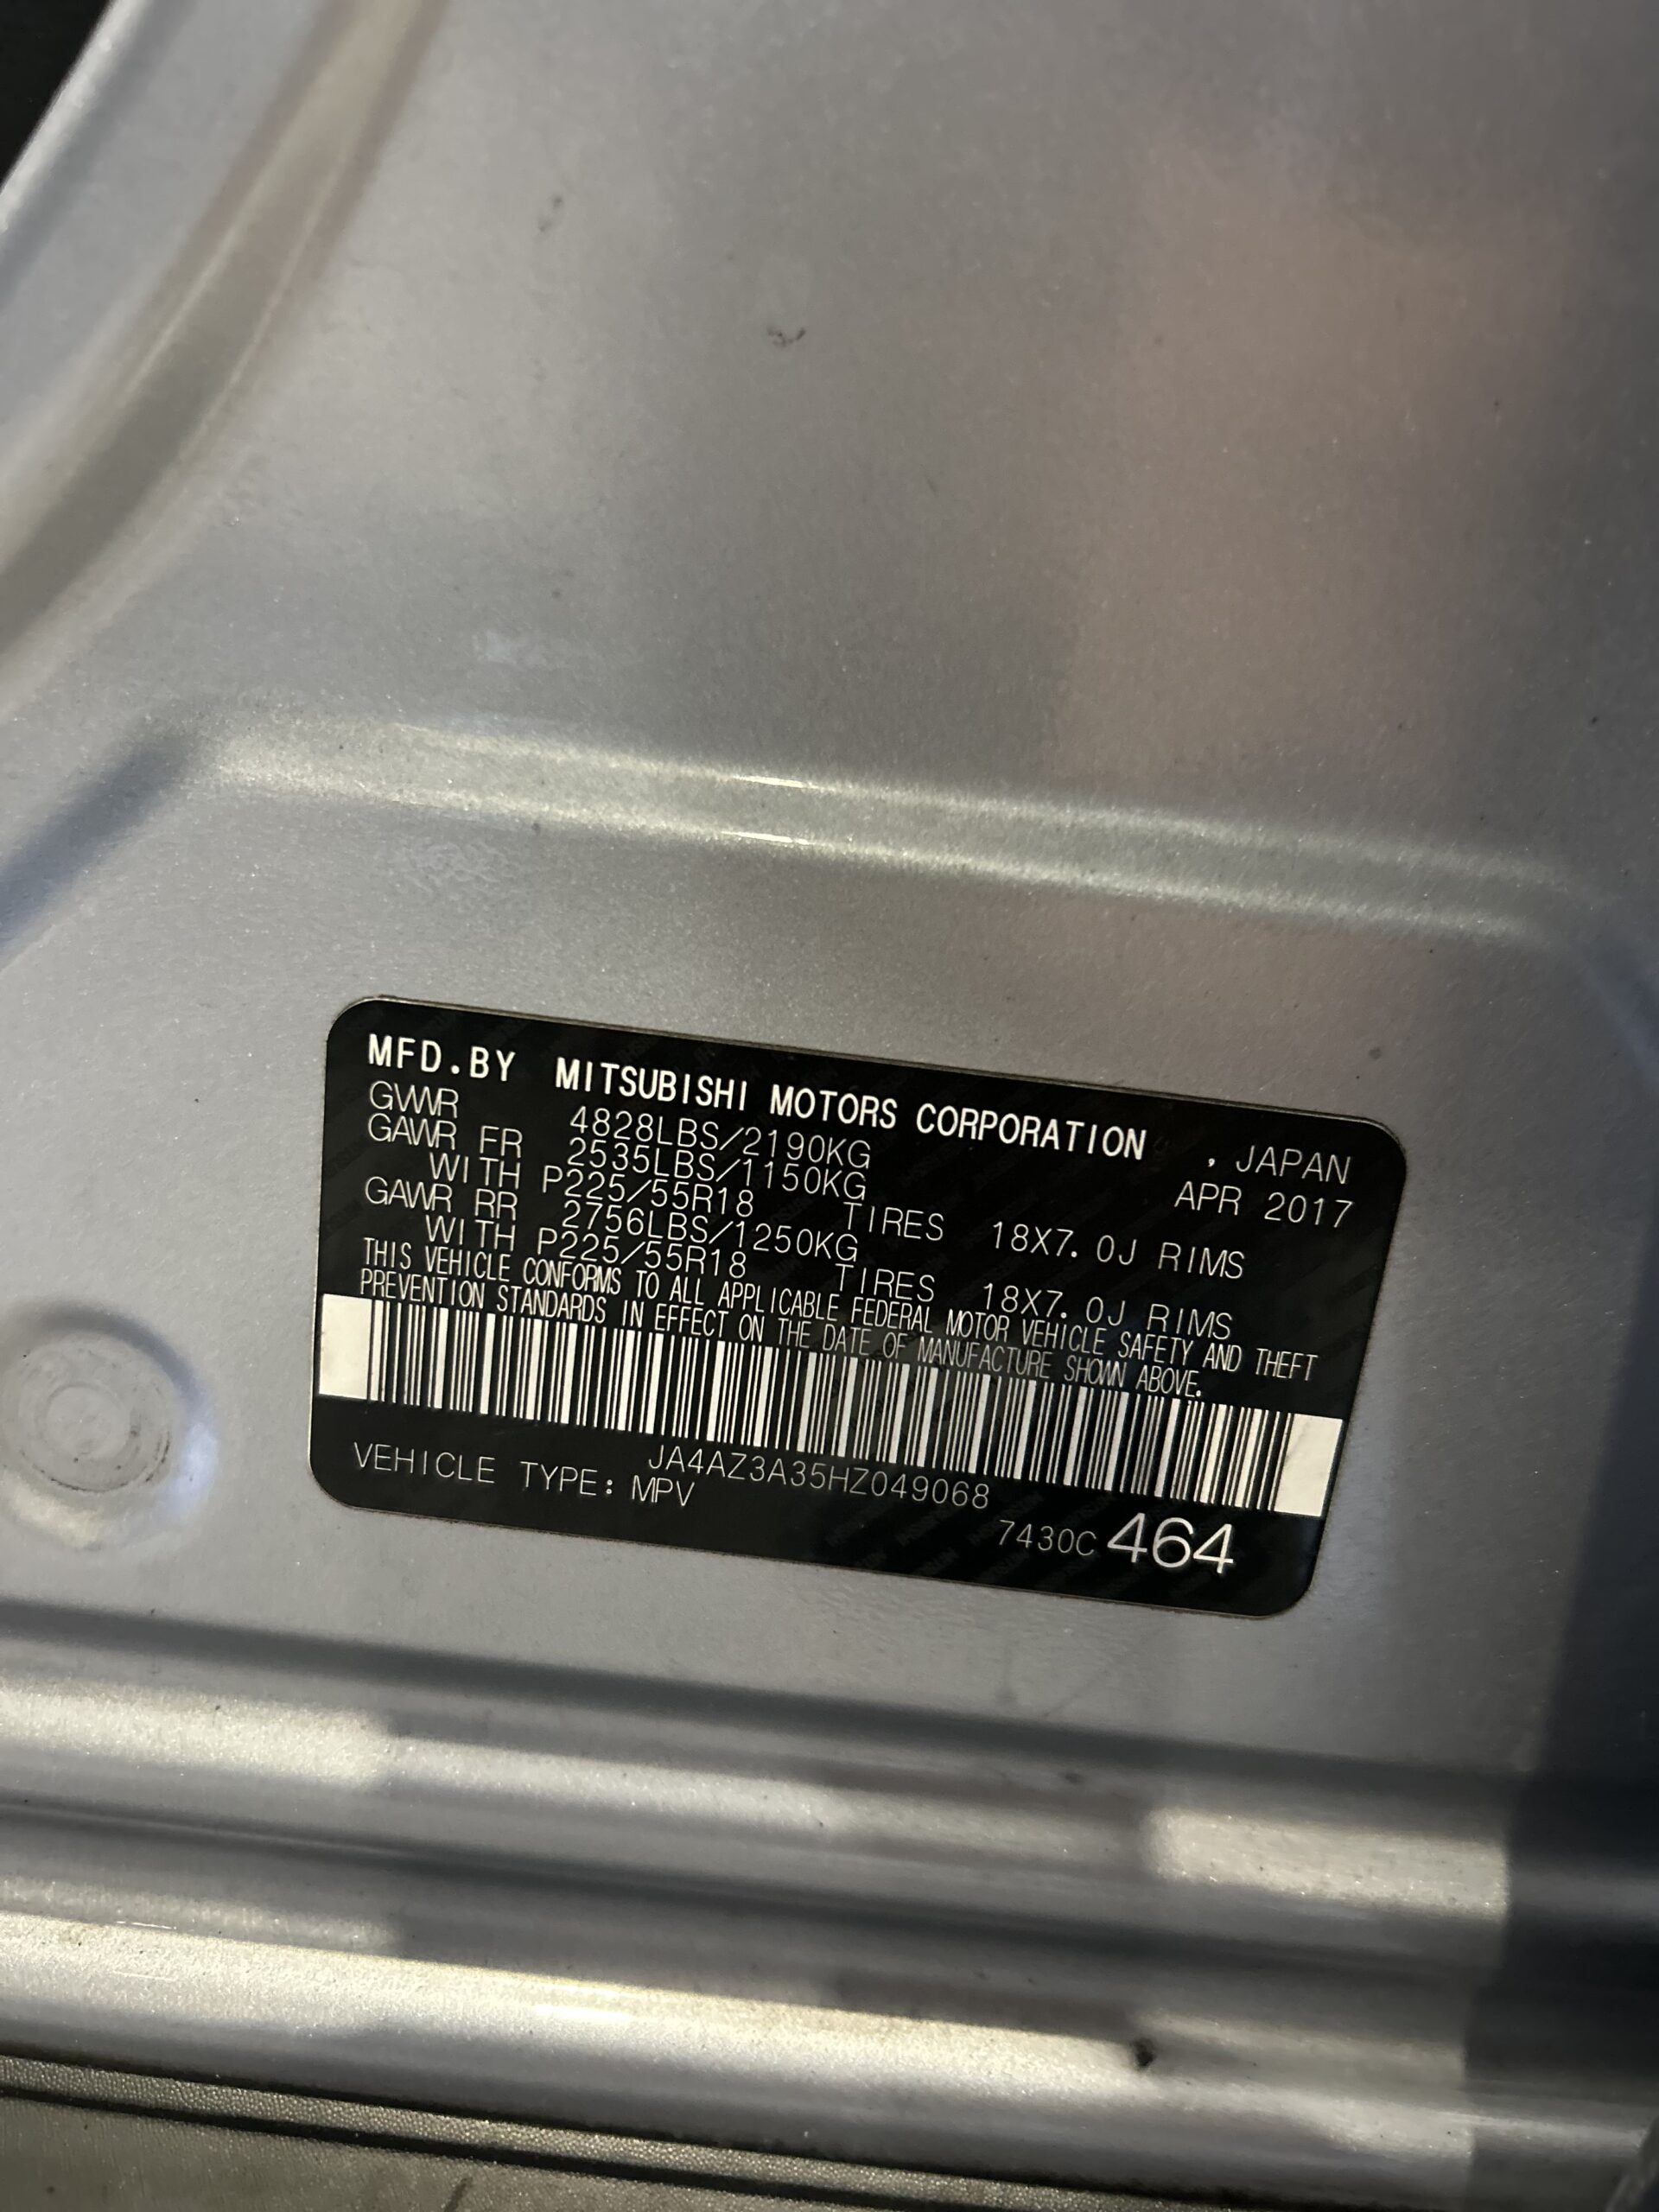 MFD.BY MITSUBISHI MOTORS CORPORATION , JAPAN
GVWR 4828LBS/2190KG APR 2017
GAWR FR 2535LBS/1150KG
WITH P225/55R18 TIRES 18X7.0J RIMS
GAWR RR 2756LBS/1250KG
WITH P225/55R18 TIRES 18X7.0J RIMS
THIS VEHICLE CONFORMS TO ALL APPLICABLE FEDERAL MOTOR VEHICLE SAFETY AND THEFT
PREVENTION STANDARDS IN EFFECT ON THE DATE OF MANUFACTURE SHOWN ABOVE.
JA4AZ3A35HZ049068
VEHICLE TYPE: MPV
7430C 464